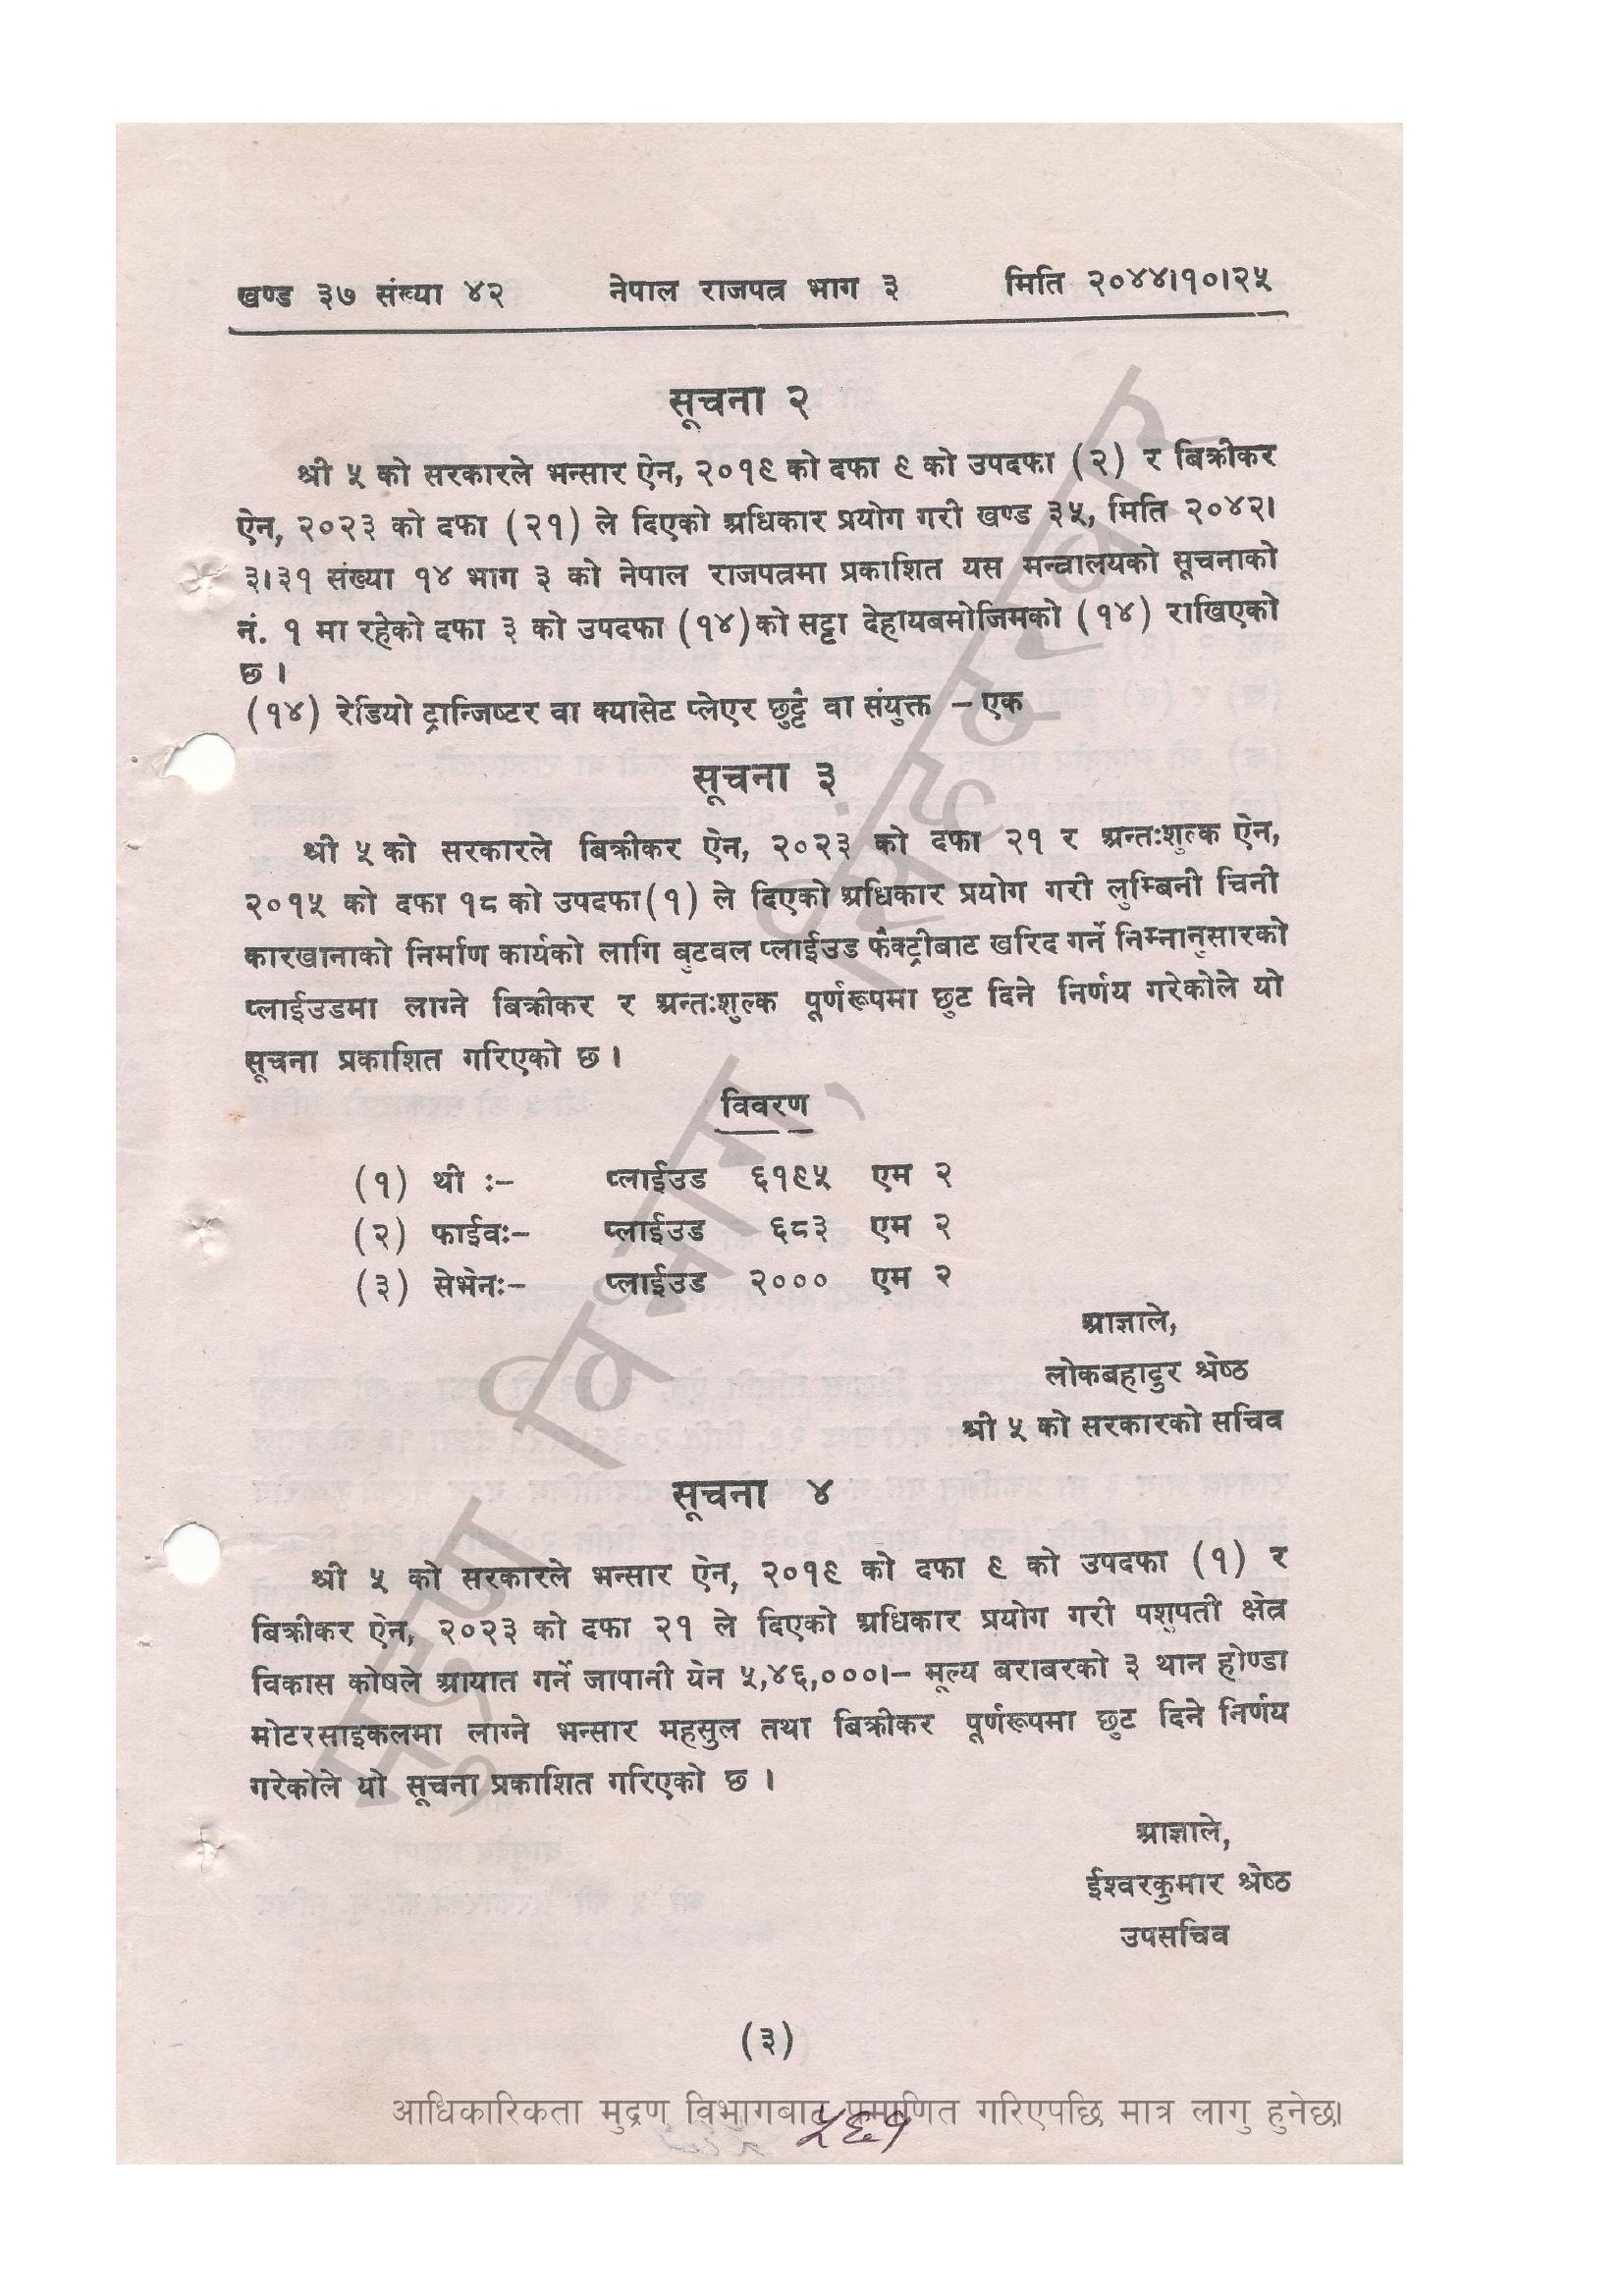 खण्ड ३७ संख्या ४२ नेपाल राजपत्र भाग ३ मिति २०४४।१०।२५
सूचना २
श्री ५ को सरकारले भन्सार ऐन, २०१९ को दफा ९ को उपदफा (२) र बिक्रीकर
ऐन, २०२३ को दफा (२१) ले दिएको अधिकार प्रयोग गरी खण्ड ३५, मिति २०४२।
३।३१ संख्या १४ भाग ३ को नेपाल राजपत्रमा प्रकाशित यस मन्त्रालयको सूचनाको
नं. १ मा रहेको दफा ३ को उपदफा (१४) को सट्टा देहायबमोजिमको (१४) राखिएको
छ ।
(१४) रेडियो ट्रान्जिष्टर वा क्यासेट प्लेएर छुट्टै वा संयुक्त – एक
सूचना ३
श्री ५ को सरकारले बिक्रीकर ऐन, २०२३ को दफा २१ र अन्तःशुल्क ऐन,
२०१५ को दफा १८ को उपदफा (१) ले दिएको अधिकार प्रयोग गरी लुम्बिनी चिनी
कारखानाको निर्माण कार्यको लागि बुटवल प्लाईउड फैक्ट्रीबाट खरिद गर्ने निम्नानुसारको
प्लाईउडमा लाग्ने बिक्रीकर र अन्तःशुल्क पूर्णरूपमा छुट दिने निर्णय गरेकोले यो
सूचना प्रकाशित गरिएको छ ।
विवरण
(१) थ्री :– प्लाईउड ६१९५ एम २
(२) फाईवः– प्लाईउड ६८३ एम २
(३) सेभेनः– प्लाईउड २००० एम २
आज्ञाले,
लोकबहादुर श्रेष्ठ
श्री ५ को सरकारको सचिव
सूचना ४
श्री ५ को सरकारले भन्सार ऐन, २०१९ को दफा ९ को उपदफा (१) र
बिक्रीकर ऐन, २०२३ को दफा २१ ले दिएको अधिकार प्रयोग गरी पशुपती क्षेत्र
विकास कोषले आयात गर्ने जापानी येन ५,४६,०००।– मूल्य बराबरको ३ थान होण्डा
मोटरसाइकलमा लाग्ने भन्सार महसुल तथा बिक्रीकर पूर्णरूपमा छुट दिने निर्णय
गरेकोले यो सूचना प्रकाशित गरिएको छ ।
आज्ञाले,
ईश्वरकुमार श्रेष्ठ
उपसचिव
(३)
आधिकारिकता मुद्रण विभागबाट प्रमाणित गरिएपछि मात्र लागु हुनेछ।
५६१
मुद्रण विभाग, सिंहदरबार